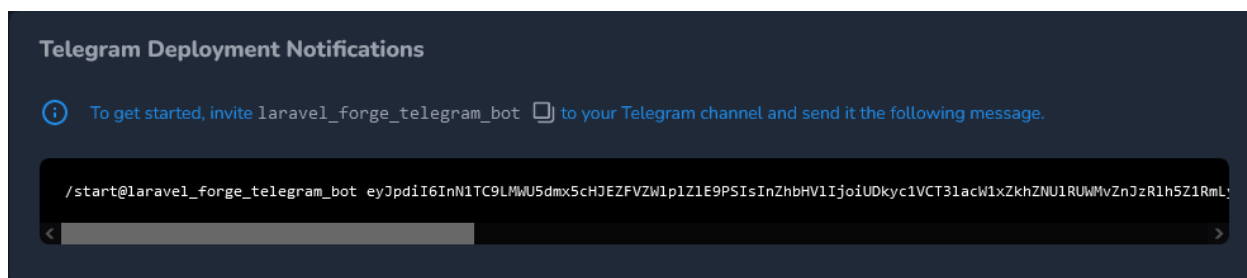 Telegram Deployment Notifications
To get started, invite laravel_forge_telegram_bot to your Telegram channel and send it the following message.
/start@laravel_forge_telegram_bot eyJpdiI6InN1TC9LMWU5dmx5cHJEZFVZWlplZlE9PSIsInZhbHVlIjoiUDkyc1VCT3lacW1xZkhZNUlRUWMvZnJzRlh5Z1RmL